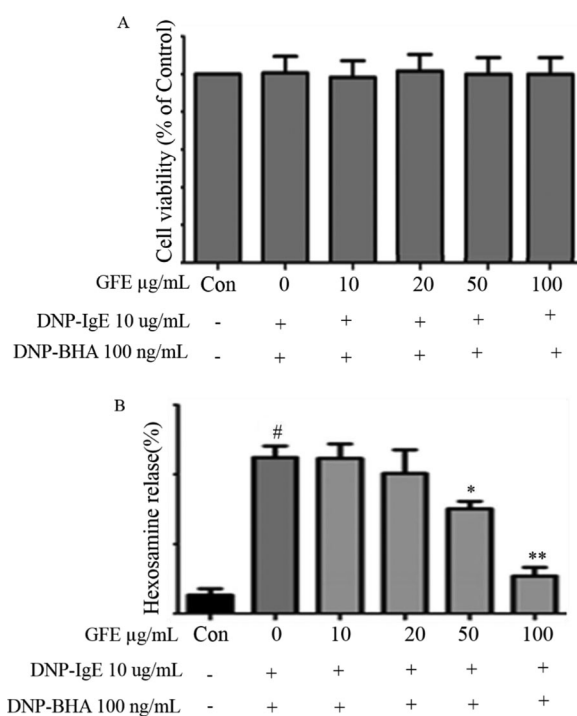 A
Cell viability (% of Control)
GFE µg/mL Con 0 10 20 50 100
DNP-IgE 10 ug/mL - + + + + +
DNP-BHA 100 ng/mL - + + + + +
B
Hexosamine relase(%)
# * **
GFE µg/mL Con 0 10 20 50 100
DNP-IgE 10 ug/mL - + + + + +
DNP-BHA 100 ng/mL - + + + + +